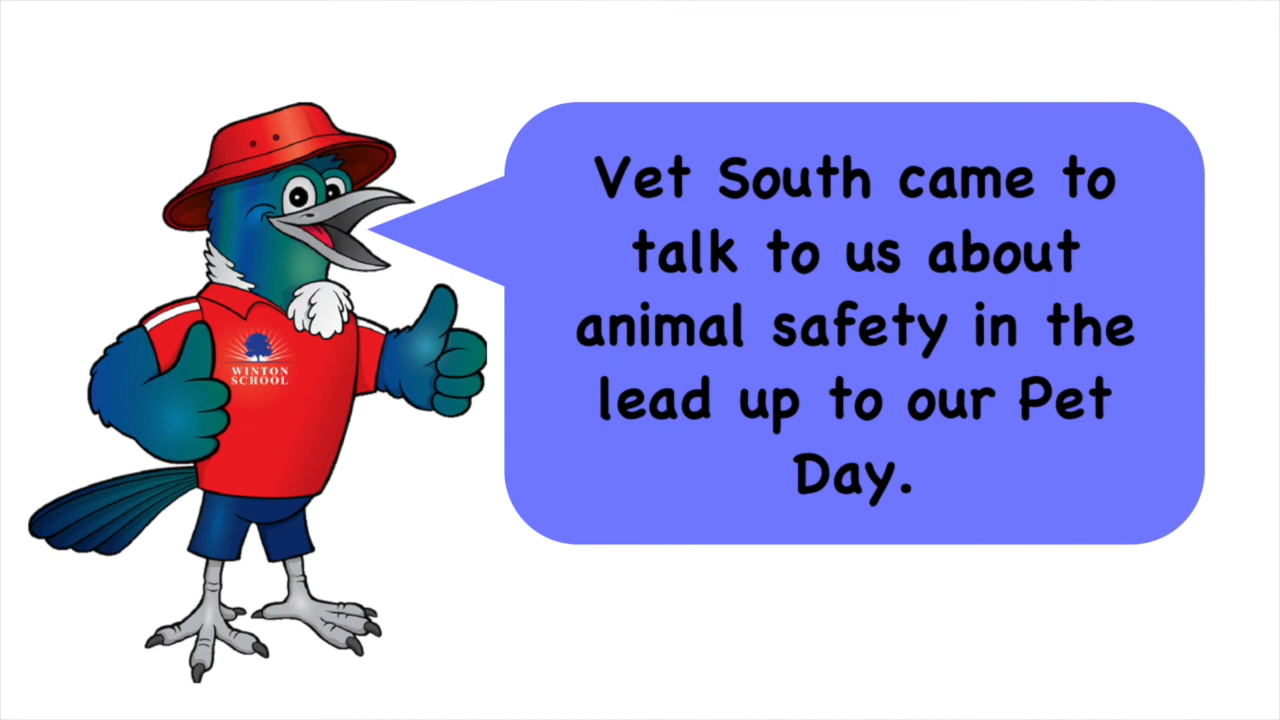 Vet South came to
talk to us about
animal safety in the
lead up to our Pet
Day.
WINTON
SCHOOL